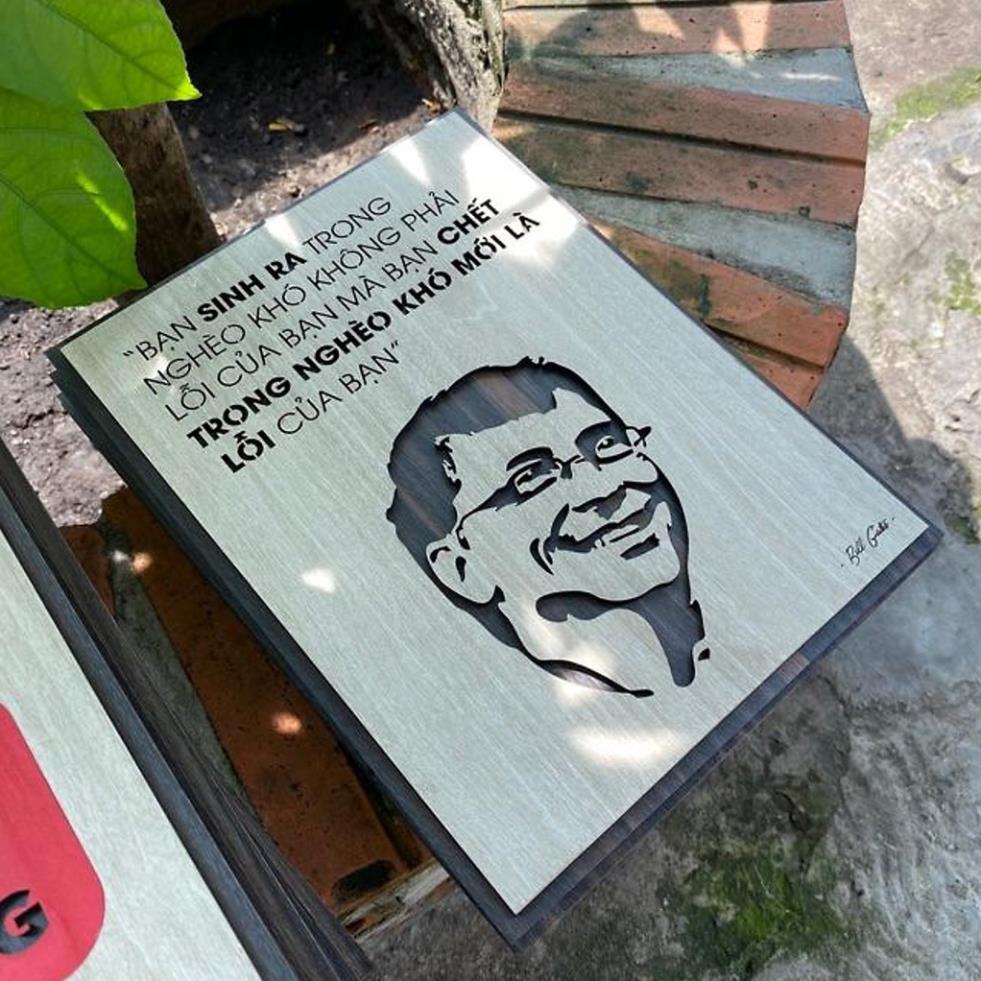 “BẠN SINH RA TRONG
NGHÈO KHÓ KHÔNG PHẢI
LỖI CỦA BẠN MÀ BẠN CHẾT
TRONG NGHÈO KHÓ MỚI LÀ
LỖI CỦA BẠN”
- Bill Gates -
G